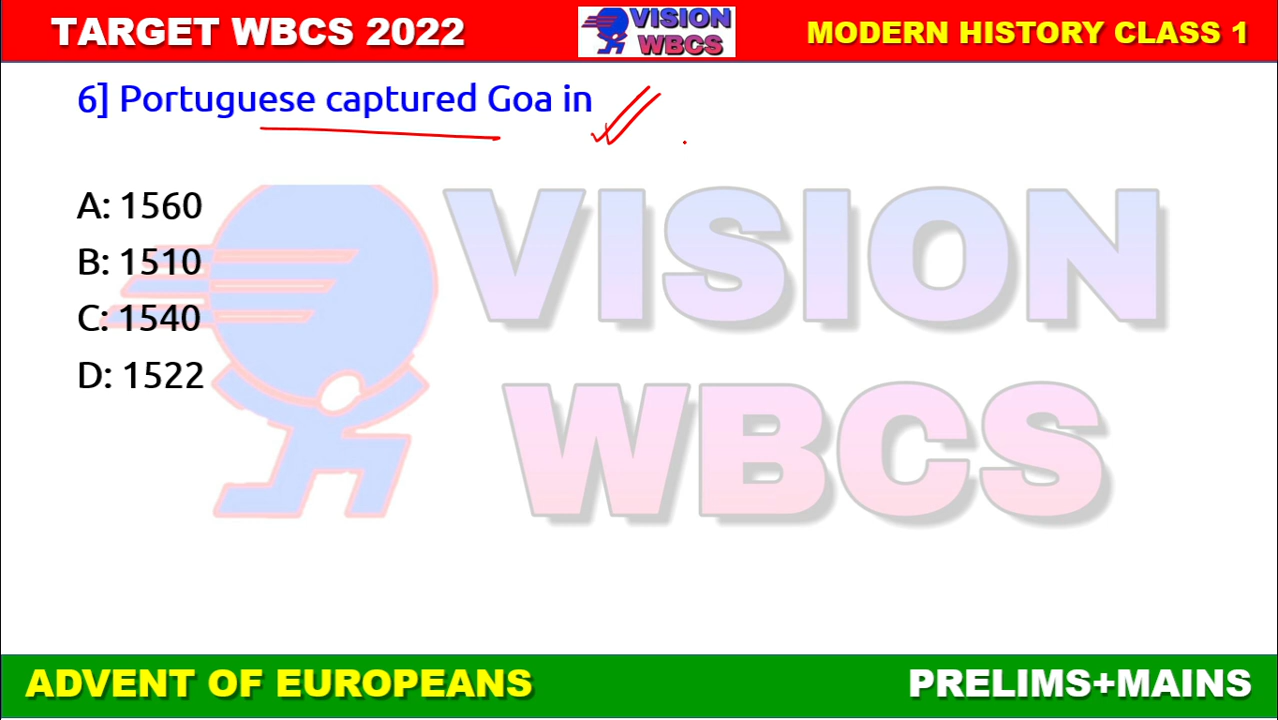 TARGET WBCS 2022
VISION
WBCS
MODERN HISTORY CLASS 1
6] Portuguese captured Goa in
A: 1560
B: 1510
C: 1540
D: 1522
VISION
WBCS
ADVENT OF EUROPEANS
PRELIMS+MAINS